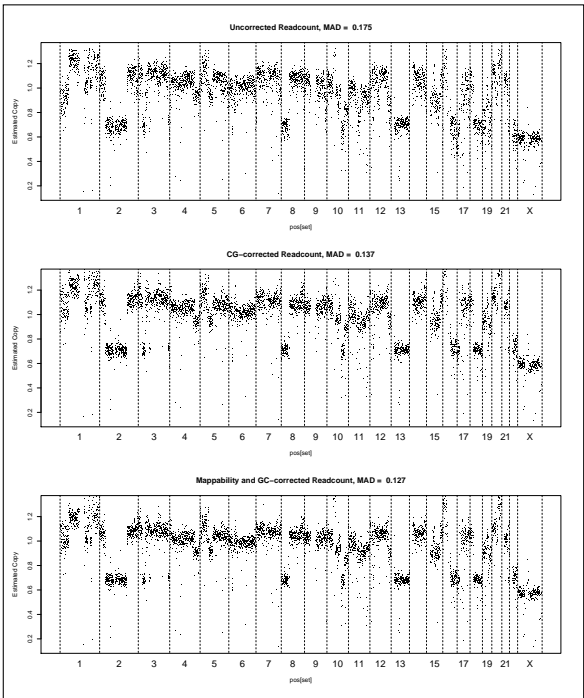 Uncorrected Readcount, MAD = 0.175
Estimated Copy
1.2
1.0
0.8
0.6
0.4
0.2
1 2 3 4 5 6 7 8 9 10 11 12 13 15 17 19 21 X
pos[set]
CG−corrected Readcount, MAD = 0.137
Estimated Copy
1.2
1.0
0.8
0.6
0.4
0.2
1 2 3 4 5 6 7 8 9 10 11 12 13 15 17 19 21 X
pos[set]
Mappability and GC−corrected Readcount, MAD = 0.127
Estimated Copy
1.2
1.0
0.8
0.6
0.4
0.2
1 2 3 4 5 6 7 8 9 10 11 12 13 15 17 19 21 X
pos[set]